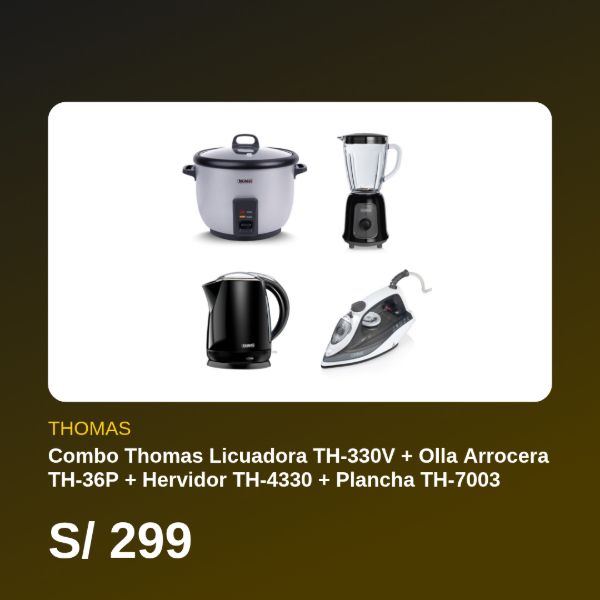 THOMAS
Combo Thomas Licuadora TH-330V + Olla Arrocera
TH-36P + Hervidor TH-4330 + Plancha TH-7003
S/ 299